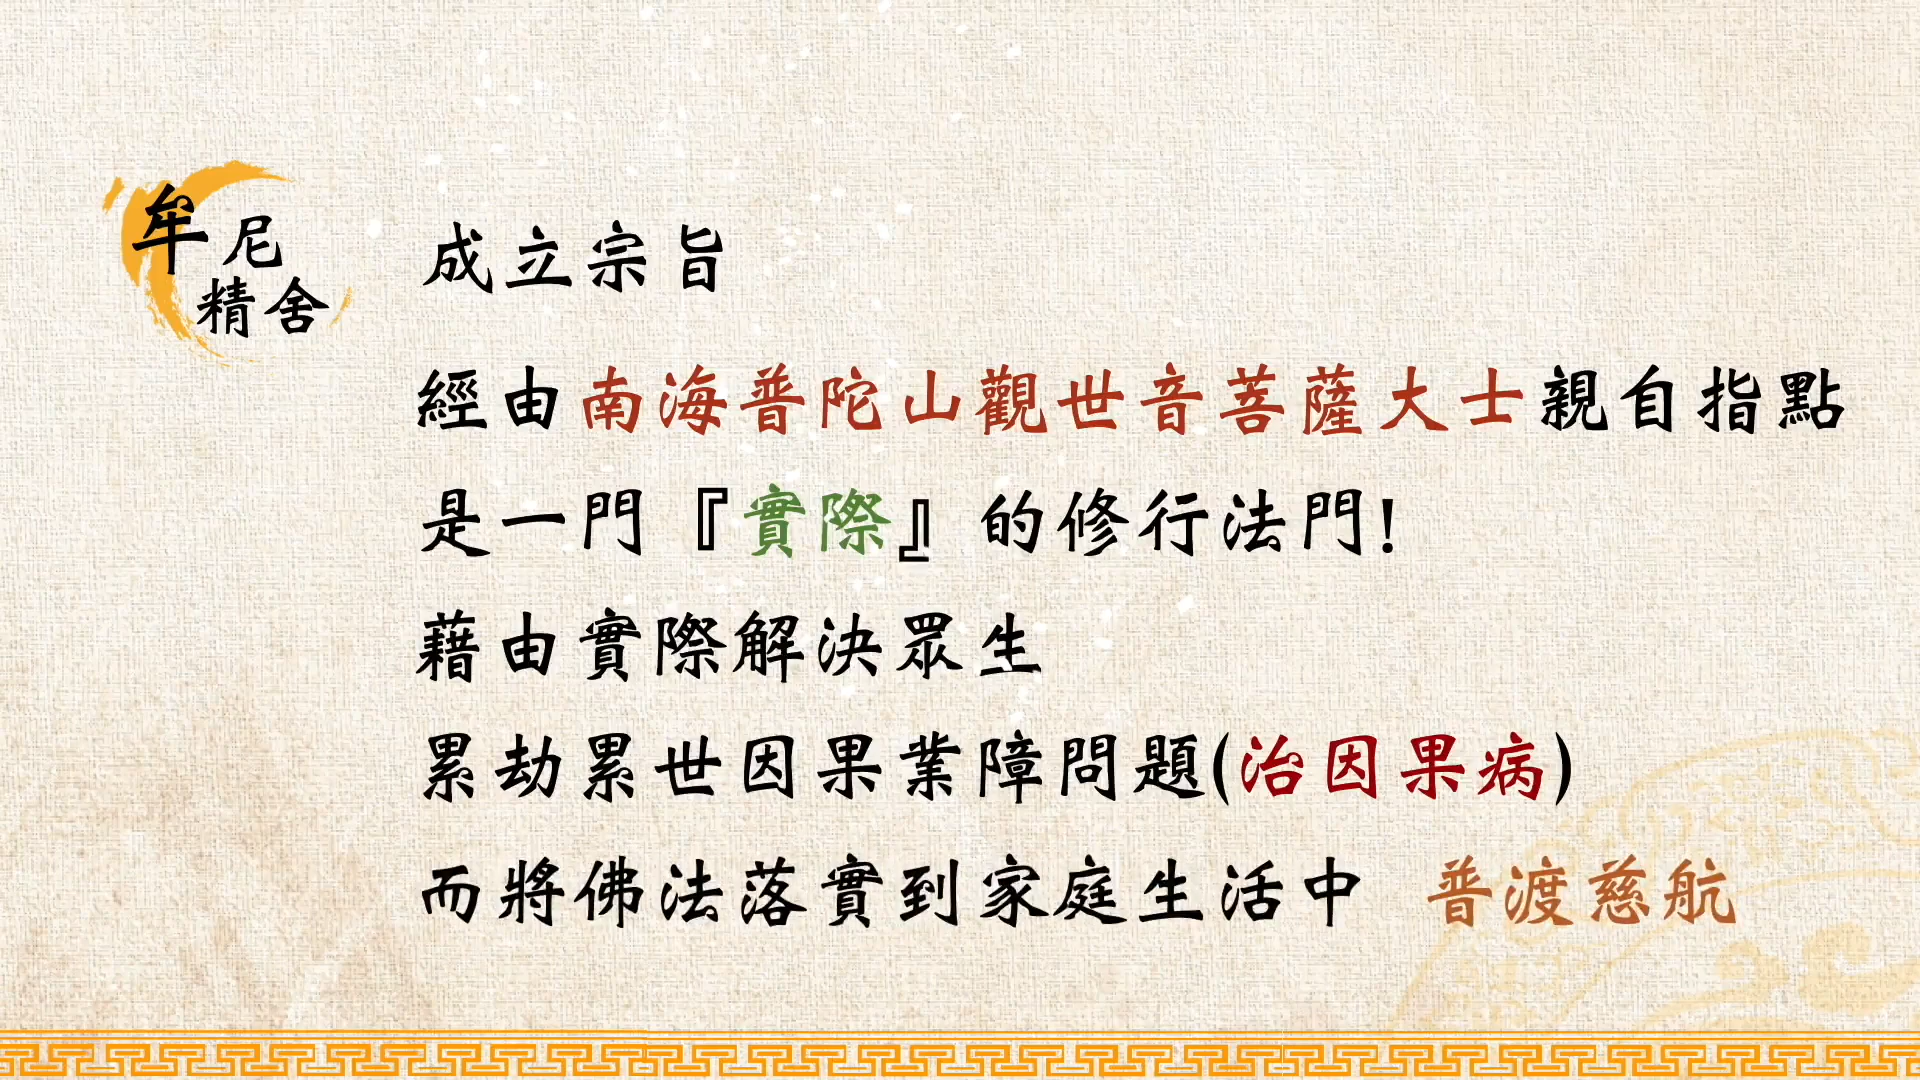 牟尼
精舍
成立宗旨
經由南海普陀山觀世音菩薩大士親自指點
是一門『實際』的修行法門!
藉由實際解決眾生
累劫累世因果業障問題(治因果病)
而將佛法落實到家庭生活中 普渡慈航